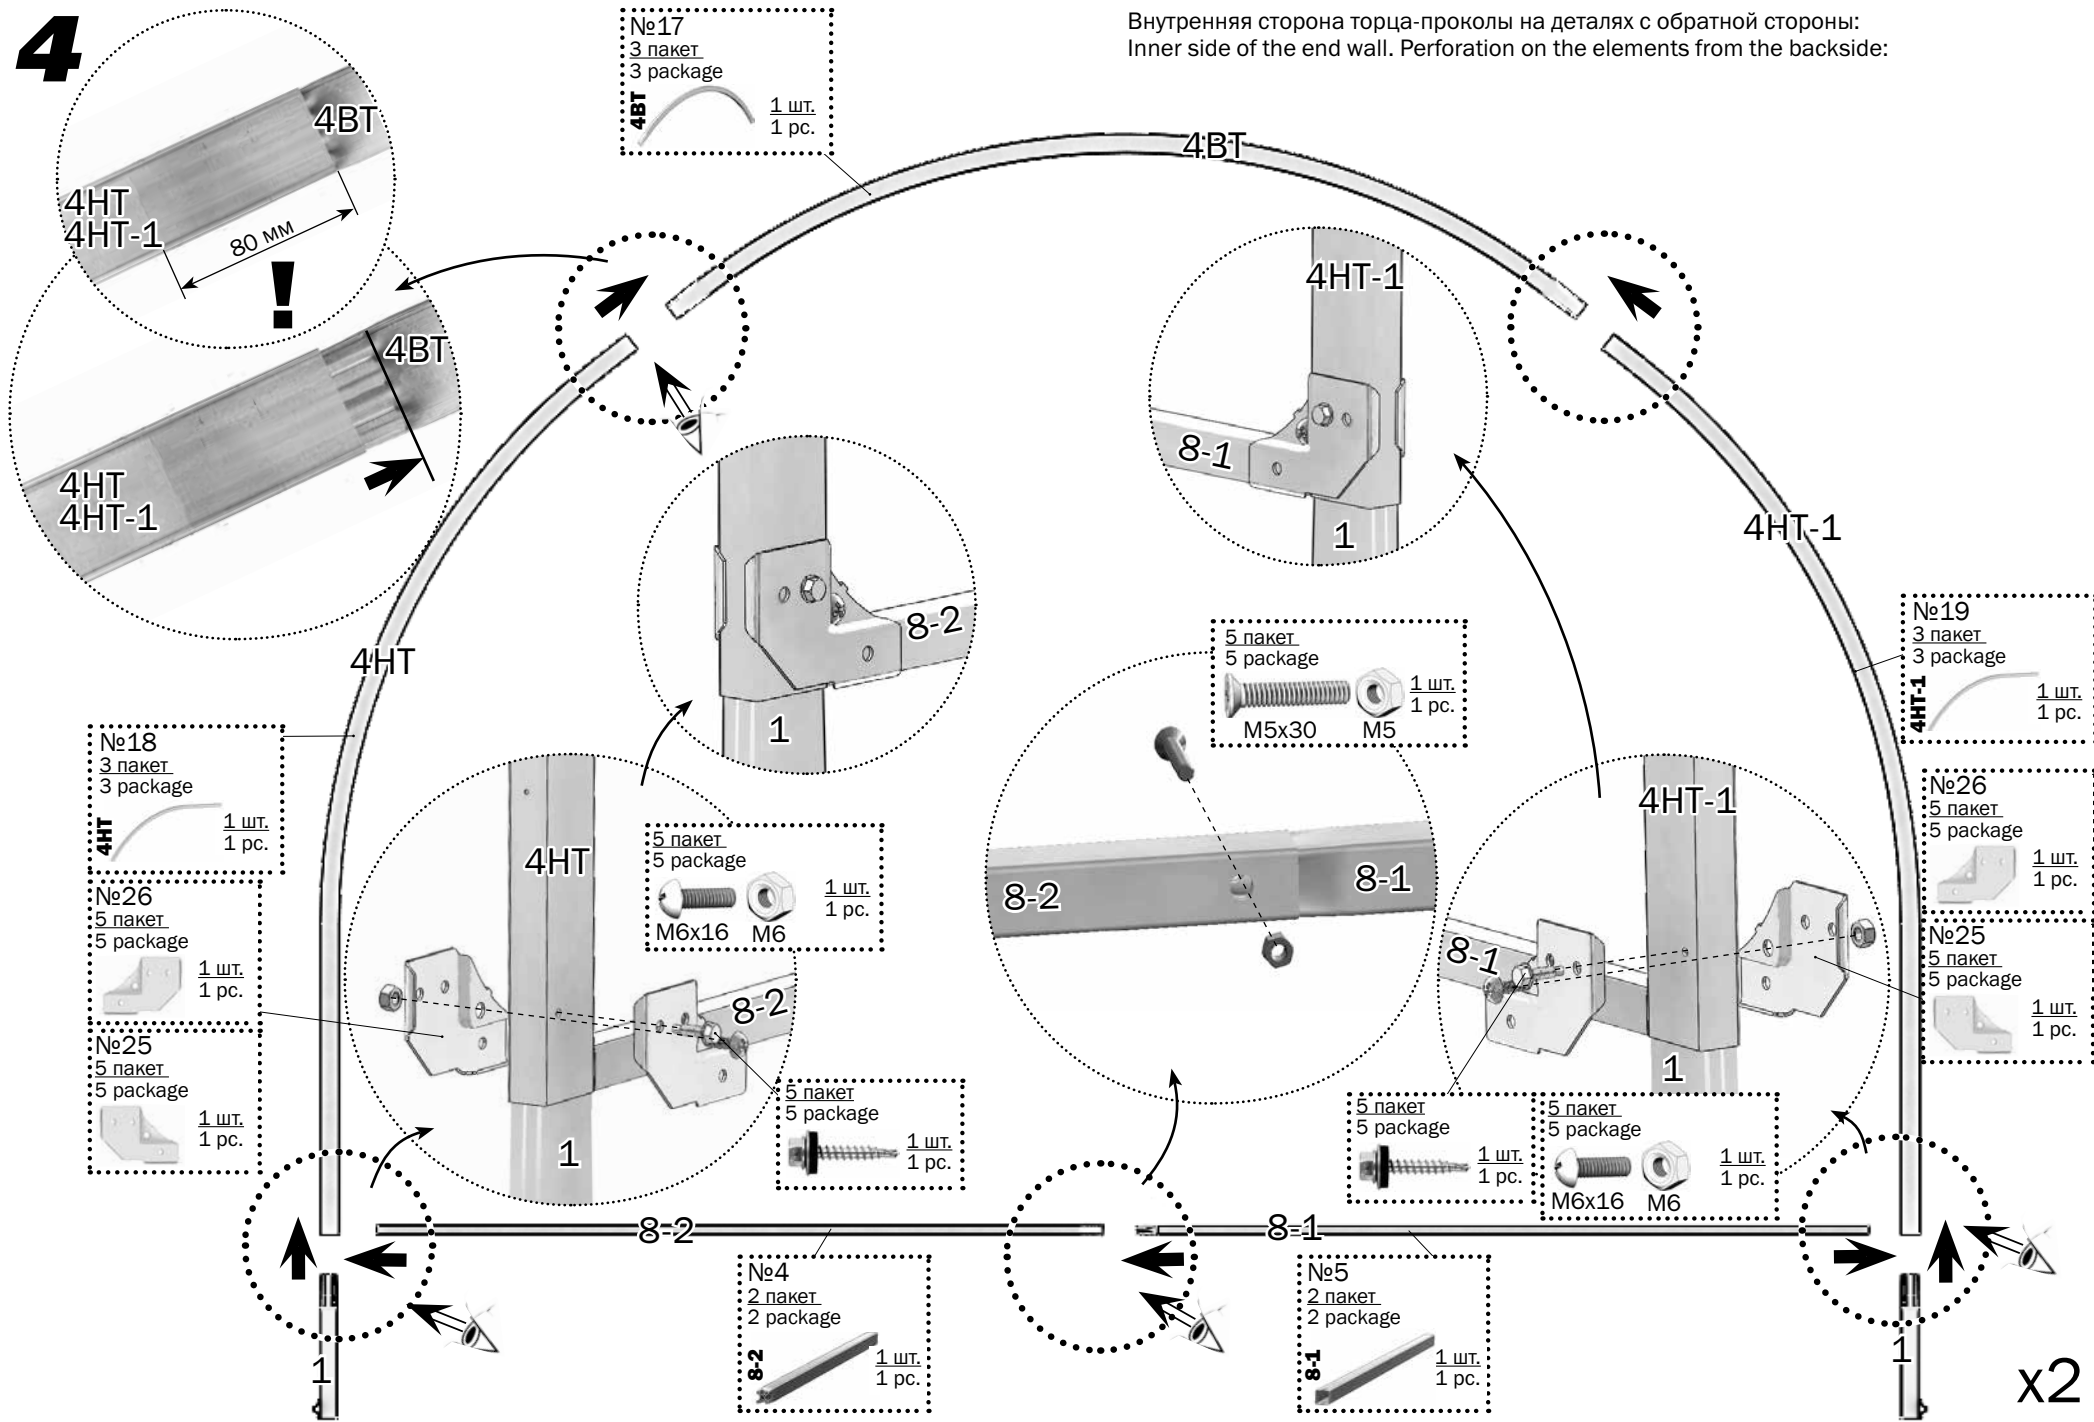 4
Внутренняя сторона торца-проколы на деталях с обратной стороны:
Inner side of the end wall. Perforation on the elements from the backside:
№17
3 пакет
3 package
4ВТ
1 шт.
1 pc.
4ВТ
4НТ
4НТ-1
80 мм
!
4ВТ
4НТ
4НТ-1
4ВТ
4НТ-1
8-1
1
4НТ-1
8-2
1
4НТ
№19
3 пакет
3 package
4НТ-1
1 шт.
1 pc.
5 пакет
5 package
1 шт.
1 pc.
M5x30
M5
№18
3 пакет
3 package
4НТ
1 шт.
1 pc.
№26
5 пакет
5 package
1 шт.
1 pc.
№25
5 пакет
5 package
1 шт.
1 pc.
4НТ
8-2
1
5 пакет
5 package
1 шт.
1 pc.
M6x16
M6
5 пакет
5 package
1 шт.
1 pc.
8-2
8-1
4НТ-1
8-1
1
№26
5 пакет
5 package
1 шт.
1 pc.
№25
5 пакет
5 package
1 шт.
1 pc.
5 пакет
5 package
1 шт.
1 pc.
5 пакет
5 package
1 шт.
1 pc.
M6x16
M6
8-2
8-1
1
№4
2 пакет
2 package
8-2
1 шт.
1 pc.
№5
2 пакет
2 package
8-1
1 шт.
1 pc.
1
x2